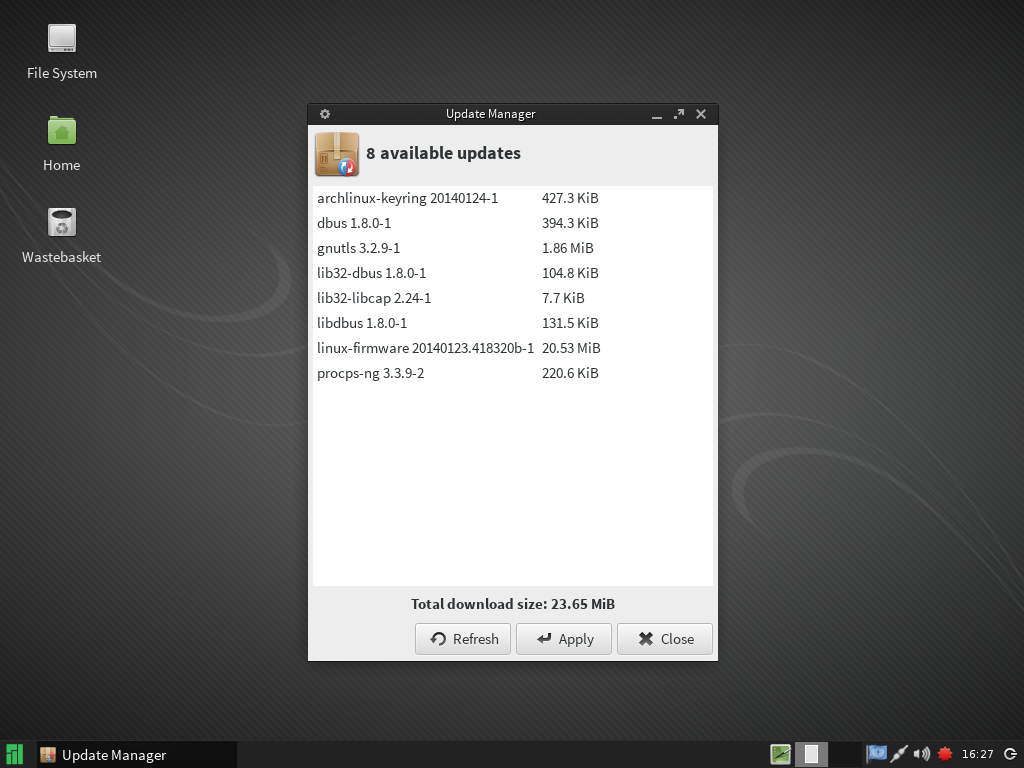 File System
Home
Wastebasket
Update Manager
8 available updates
archlinux-keyring 20140124-1 427.3 KiB
dbus 1.8.0-1 394.3 KiB
gnutls 3.2.9-1 1.86 MiB
lib32-dbus 1.8.0-1 104.8 KiB
lib32-libcap 2.24-1 7.7 KiB
libdbus 1.8.0-1 131.5 KiB
linux-firmware 20140123.418320b-1 20.53 MiB
procps-ng 3.3.9-2 220.6 KiB
Total download size: 23.65 MiB
Refresh Apply Close
Update Manager 16:27